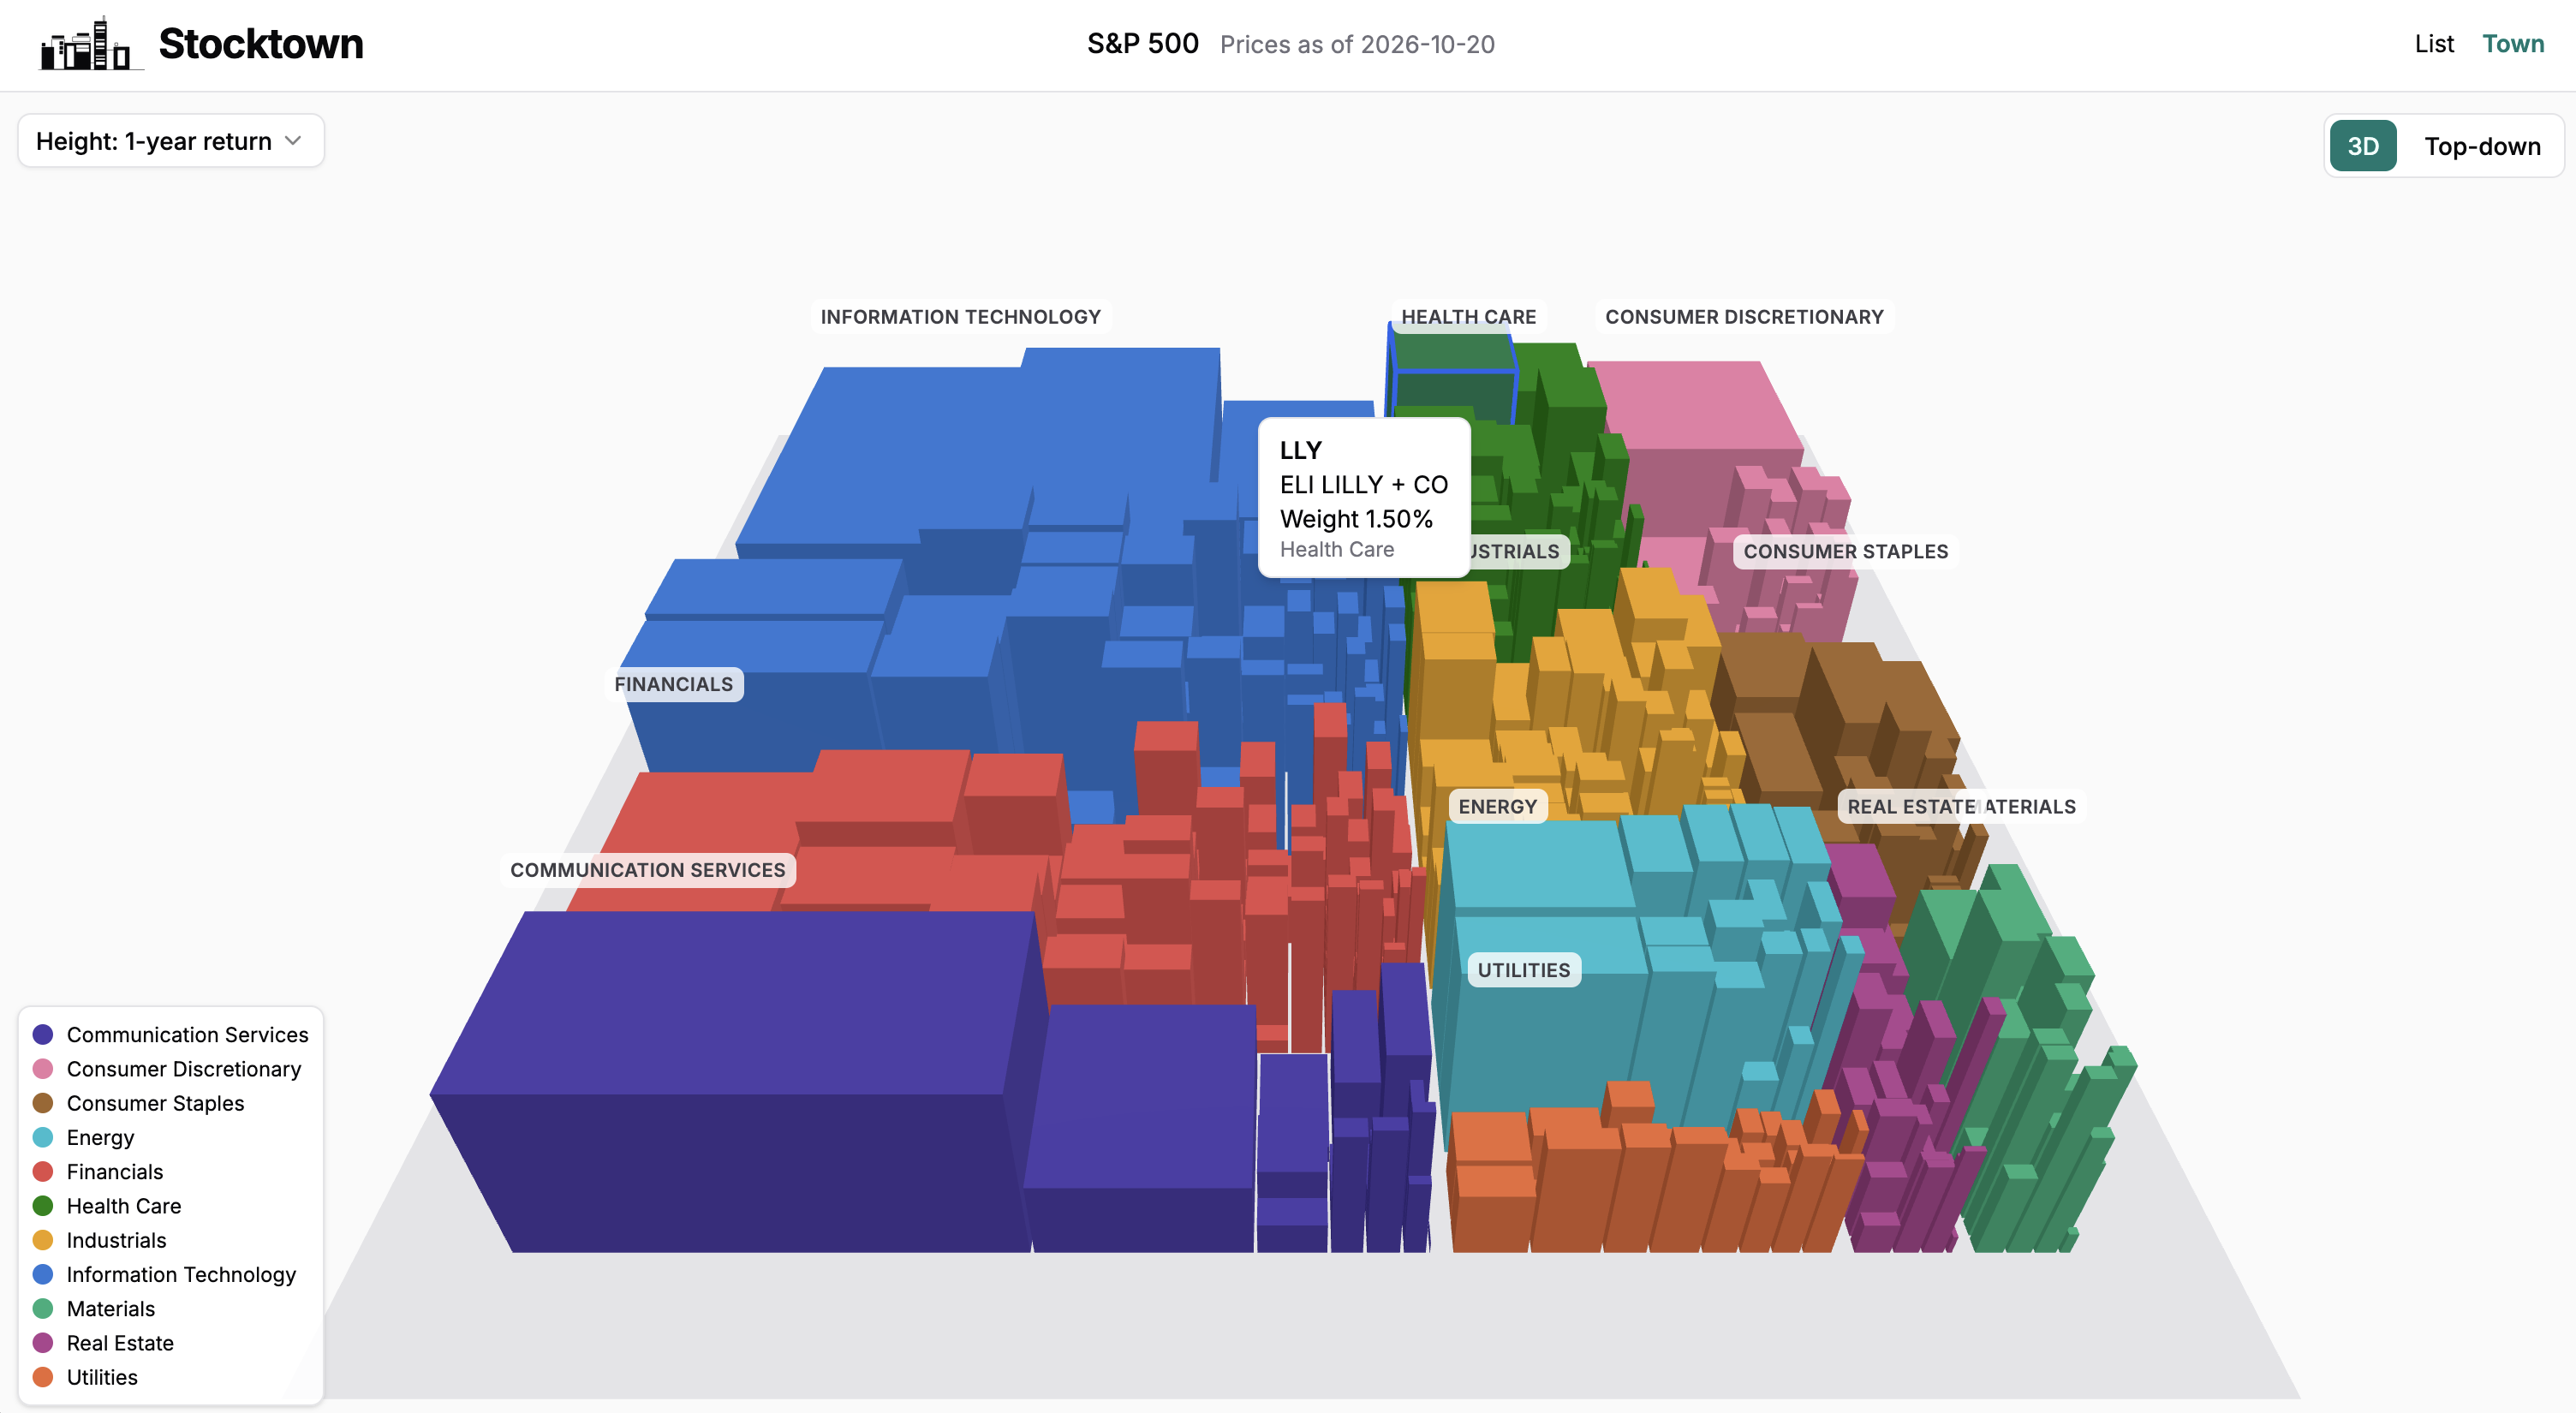 Stocktown
S&P 500 Prices as of 2026-10-20
List Town
Height: 1-year return
3D Top-down
INFORMATION TECHNOLOGY
HEALTH CARE
CONSUMER DISCRETIONARY
LLY
ELI LILLY + CO
Weight 1.50%
Health Care
USTRIALS
CONSUMER STAPLES
FINANCIALS
ENERGY
REAL ESTATE
ATERIALS
COMMUNICATION SERVICES
UTILITIES
Communication Services
Consumer Discretionary
Consumer Staples
Energy
Financials
Health Care
Industrials
Information Technology
Materials
Real Estate
Utilities